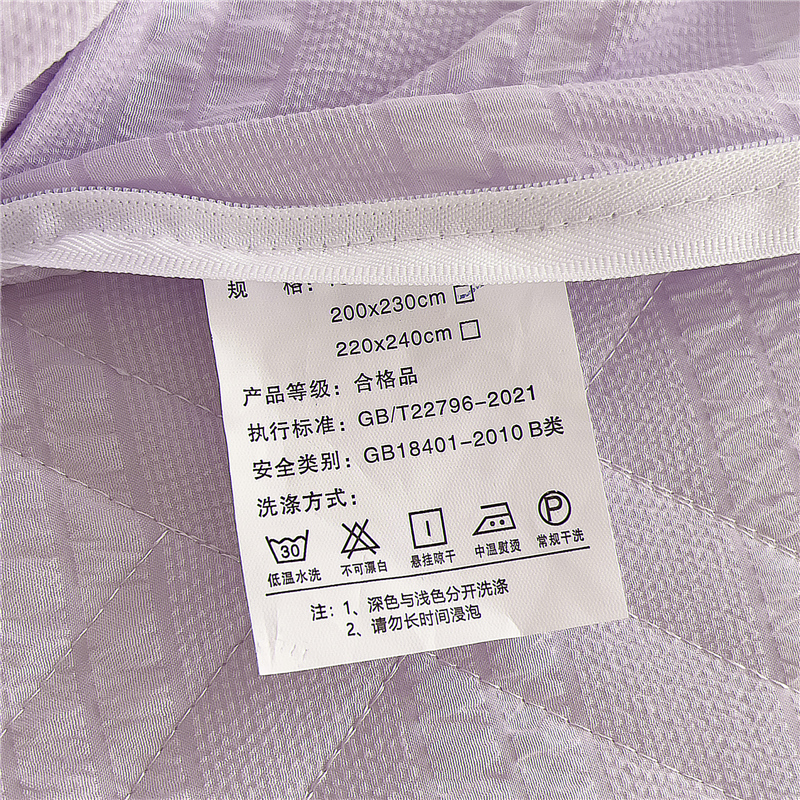 规 格：
200x230cm
220x240cm
产品等级：合格品
执行标准：GB/T22796-2021
安全类别：GB18401-2010 B类
洗涤方式：
30
P
低温水洗 不可漂白 悬挂晾干 中温熨烫 常规干洗
注：1、深色与浅色分开洗涤
2、请勿长时间浸泡